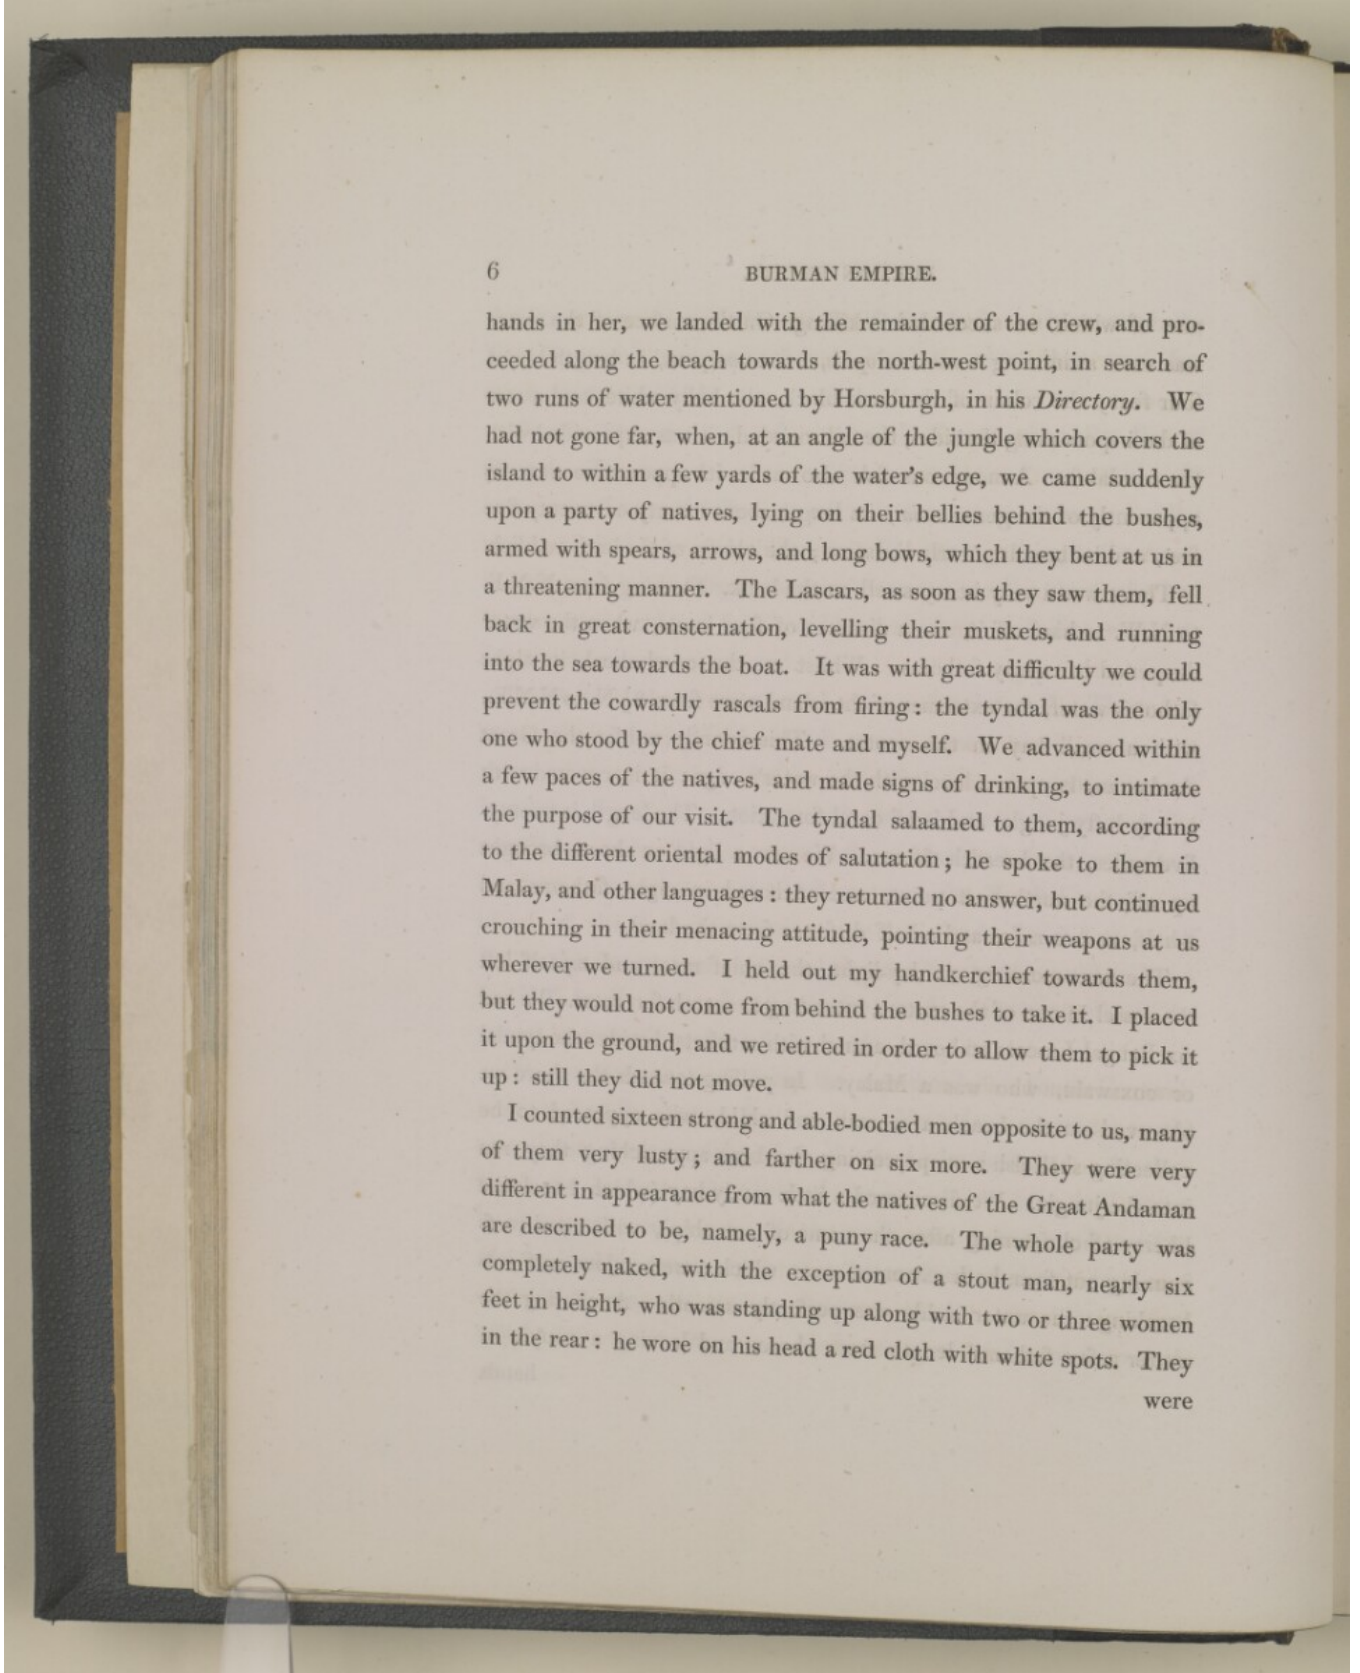 6 BURMAN EMPIRE.
hands in her, we landed with the remainder of the crew, and pro-
ceeded along the beach towards the north-west point, in search of
two runs of water mentioned by Horsburgh, in his Directory. We
had not gone far, when, at an angle of the jungle which covers the
island to within a few yards of the water's edge, we came suddenly
upon a party of natives, lying on their bellies behind the bushes,
armed with spears, arrows, and long bows, which they bent at us in
a threatening manner. The Lascars, as soon as they saw them, fell
back in great consternation, levelling their muskets, and running
into the sea towards the boat. It was with great difficulty we could
prevent the cowardly rascals from firing: the tyndal was the only
one who stood by the chief mate and myself. We advanced within
a few paces of the natives, and made signs of drinking, to intimate
the purpose of our visit. The tyndal salaamed to them, according
to the different oriental modes of salutation; he spoke to them in
Malay, and other languages: they returned no answer, but continued
crouching in their menacing attitude, pointing their weapons at us
wherever we turned. I held out my handkerchief towards them,
but they would not come from behind the bushes to take it. I placed
it upon the ground, and we retired in order to allow them to pick it
up: still they did not move.
I counted sixteen strong and able-bodied men opposite to us, many
of them very lusty; and farther on six more. They were very
different in appearance from what the natives of the Great Andaman
are described to be, namely, a puny race. The whole party was
completely naked, with the exception of a stout man, nearly six
feet in height, who was standing up along with two or three women
in the rear: he wore on his head a red cloth with white spots. They
were